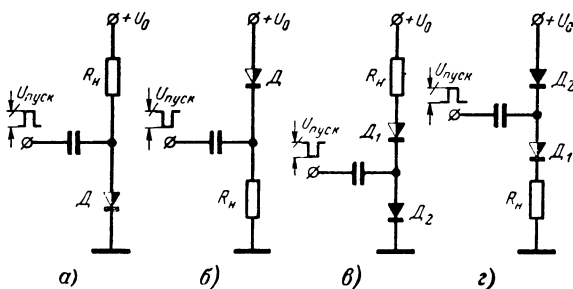 +U₀
Uпуск
Rн
Д
а)
+U₀
Uпуск
Д
Rн
б)
+U₀
Rн
Uпуск
Д₁
Д₂
в)
+U₀
Uпуск
Д₂
Д₁
Rн
г)